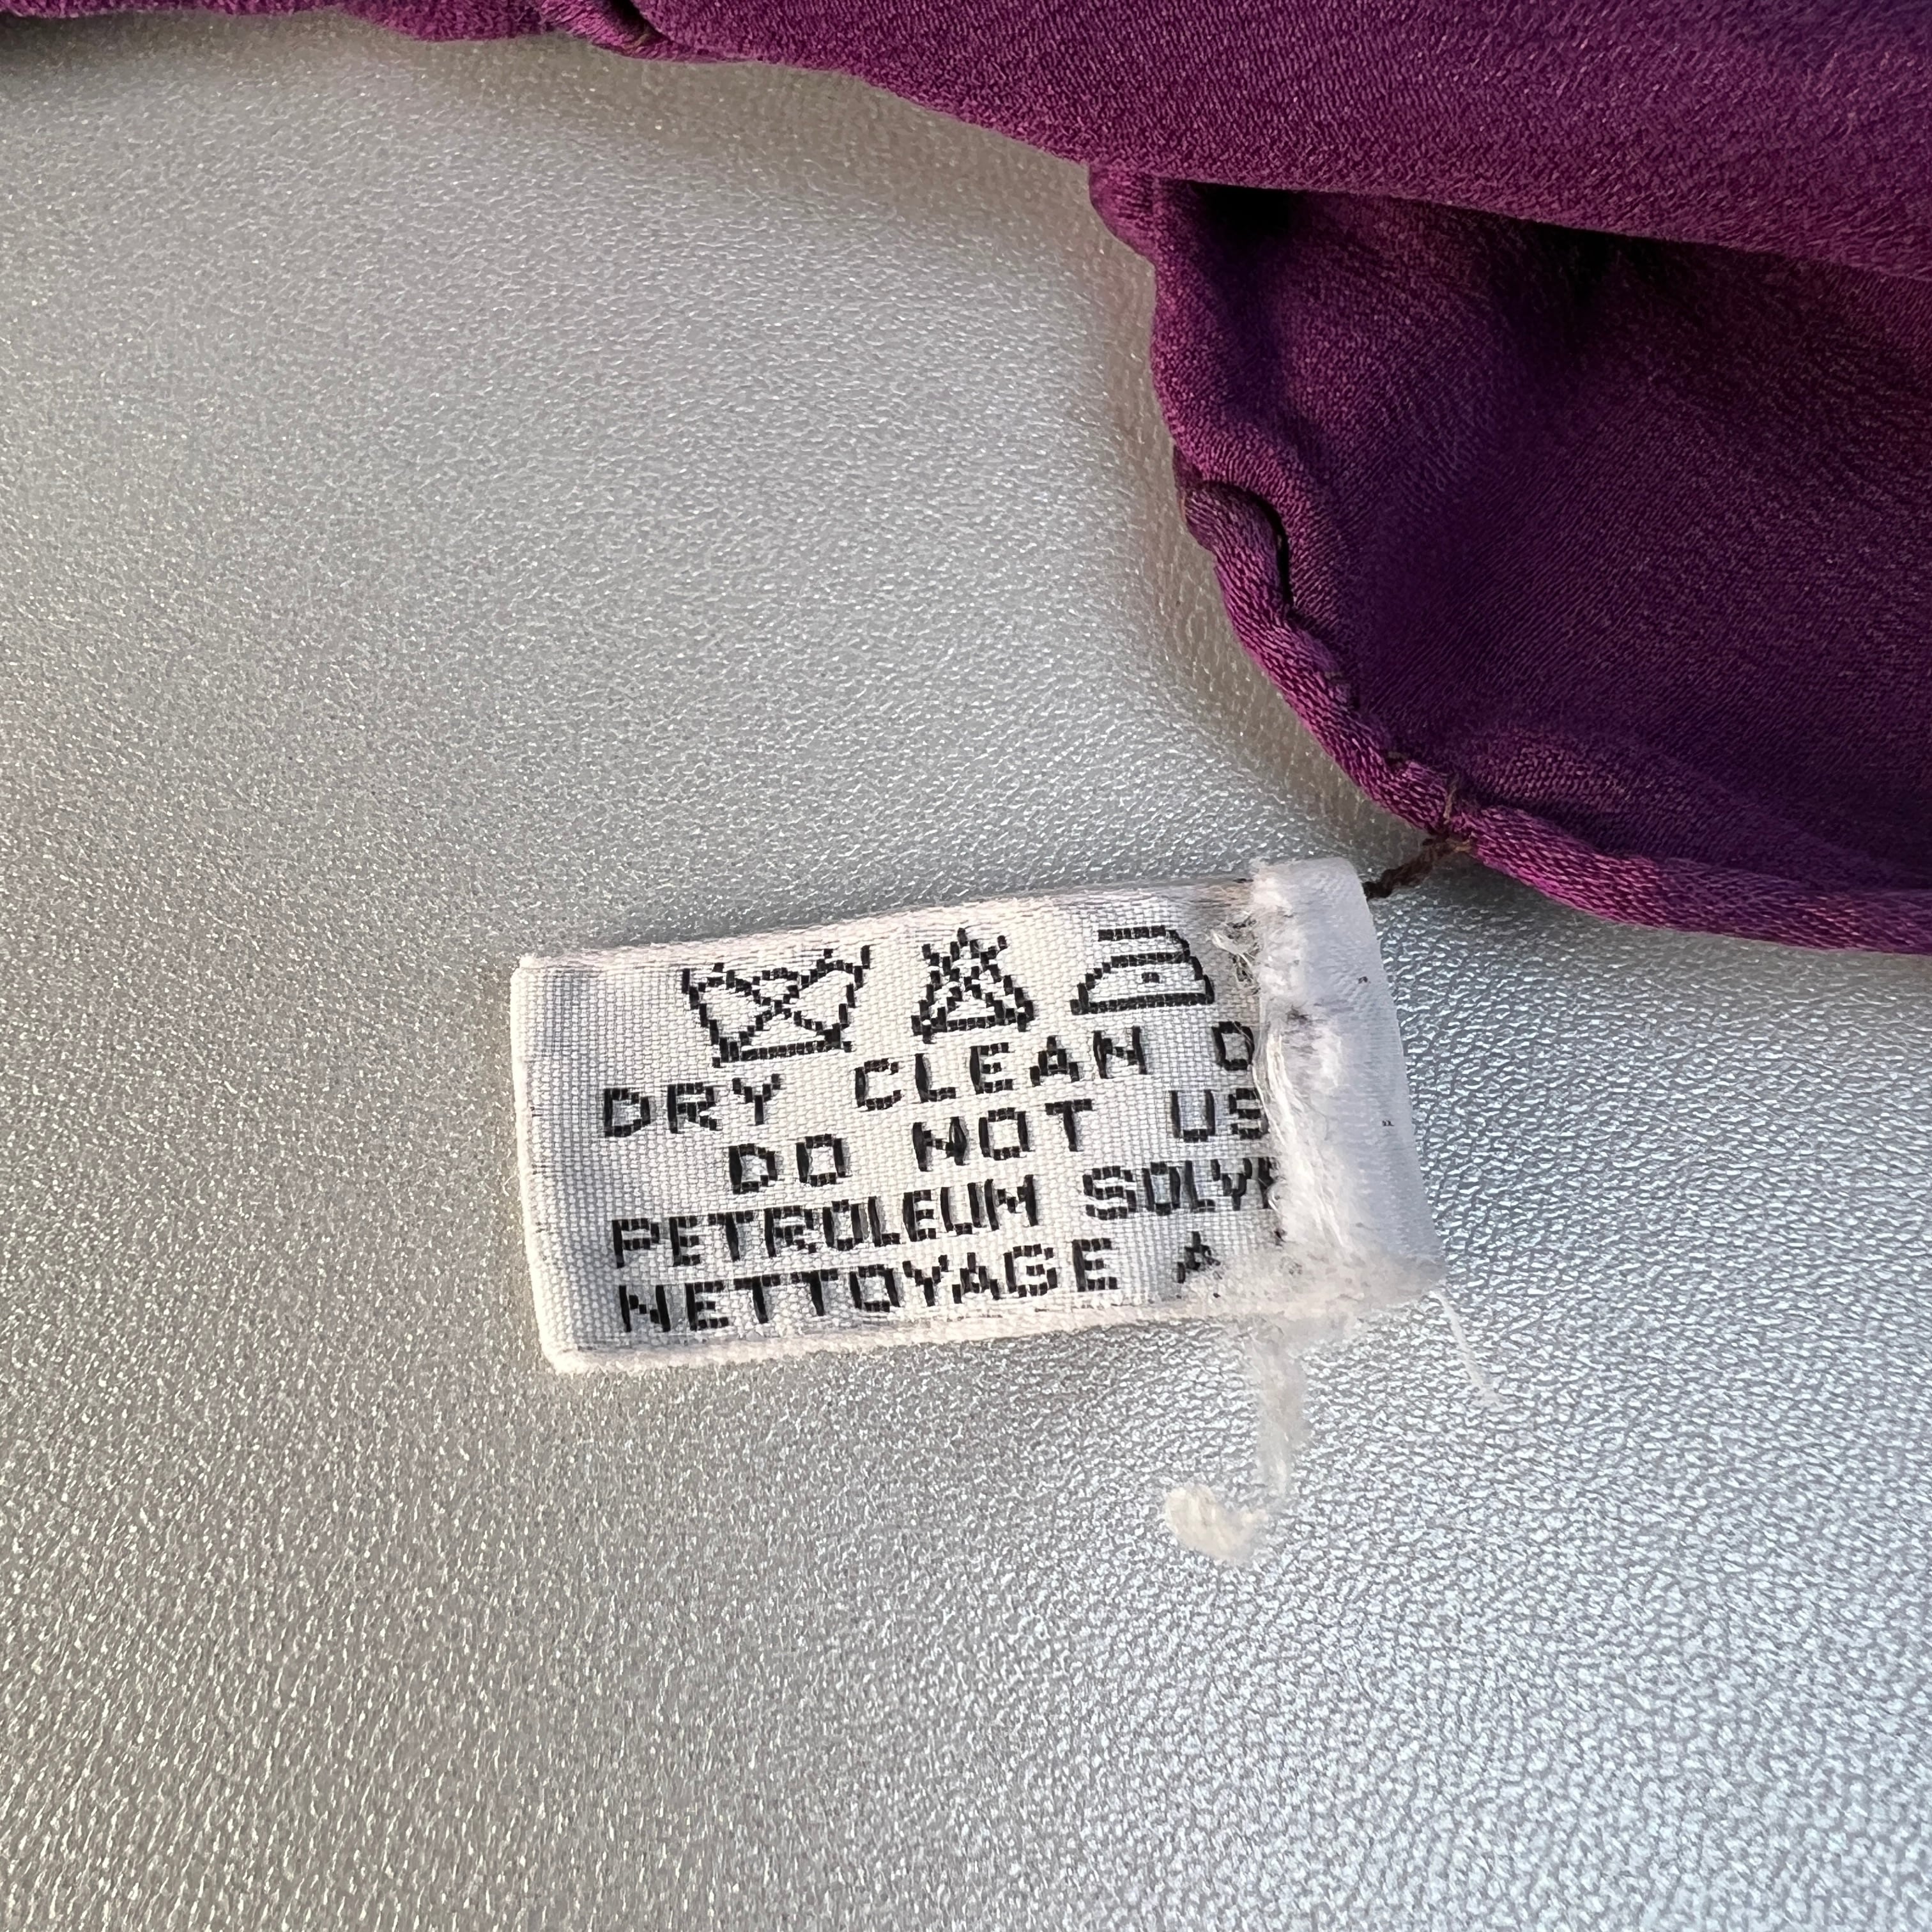 DRY CLEAN
DO NOT
PETROLEUM
NETTOYAGE A